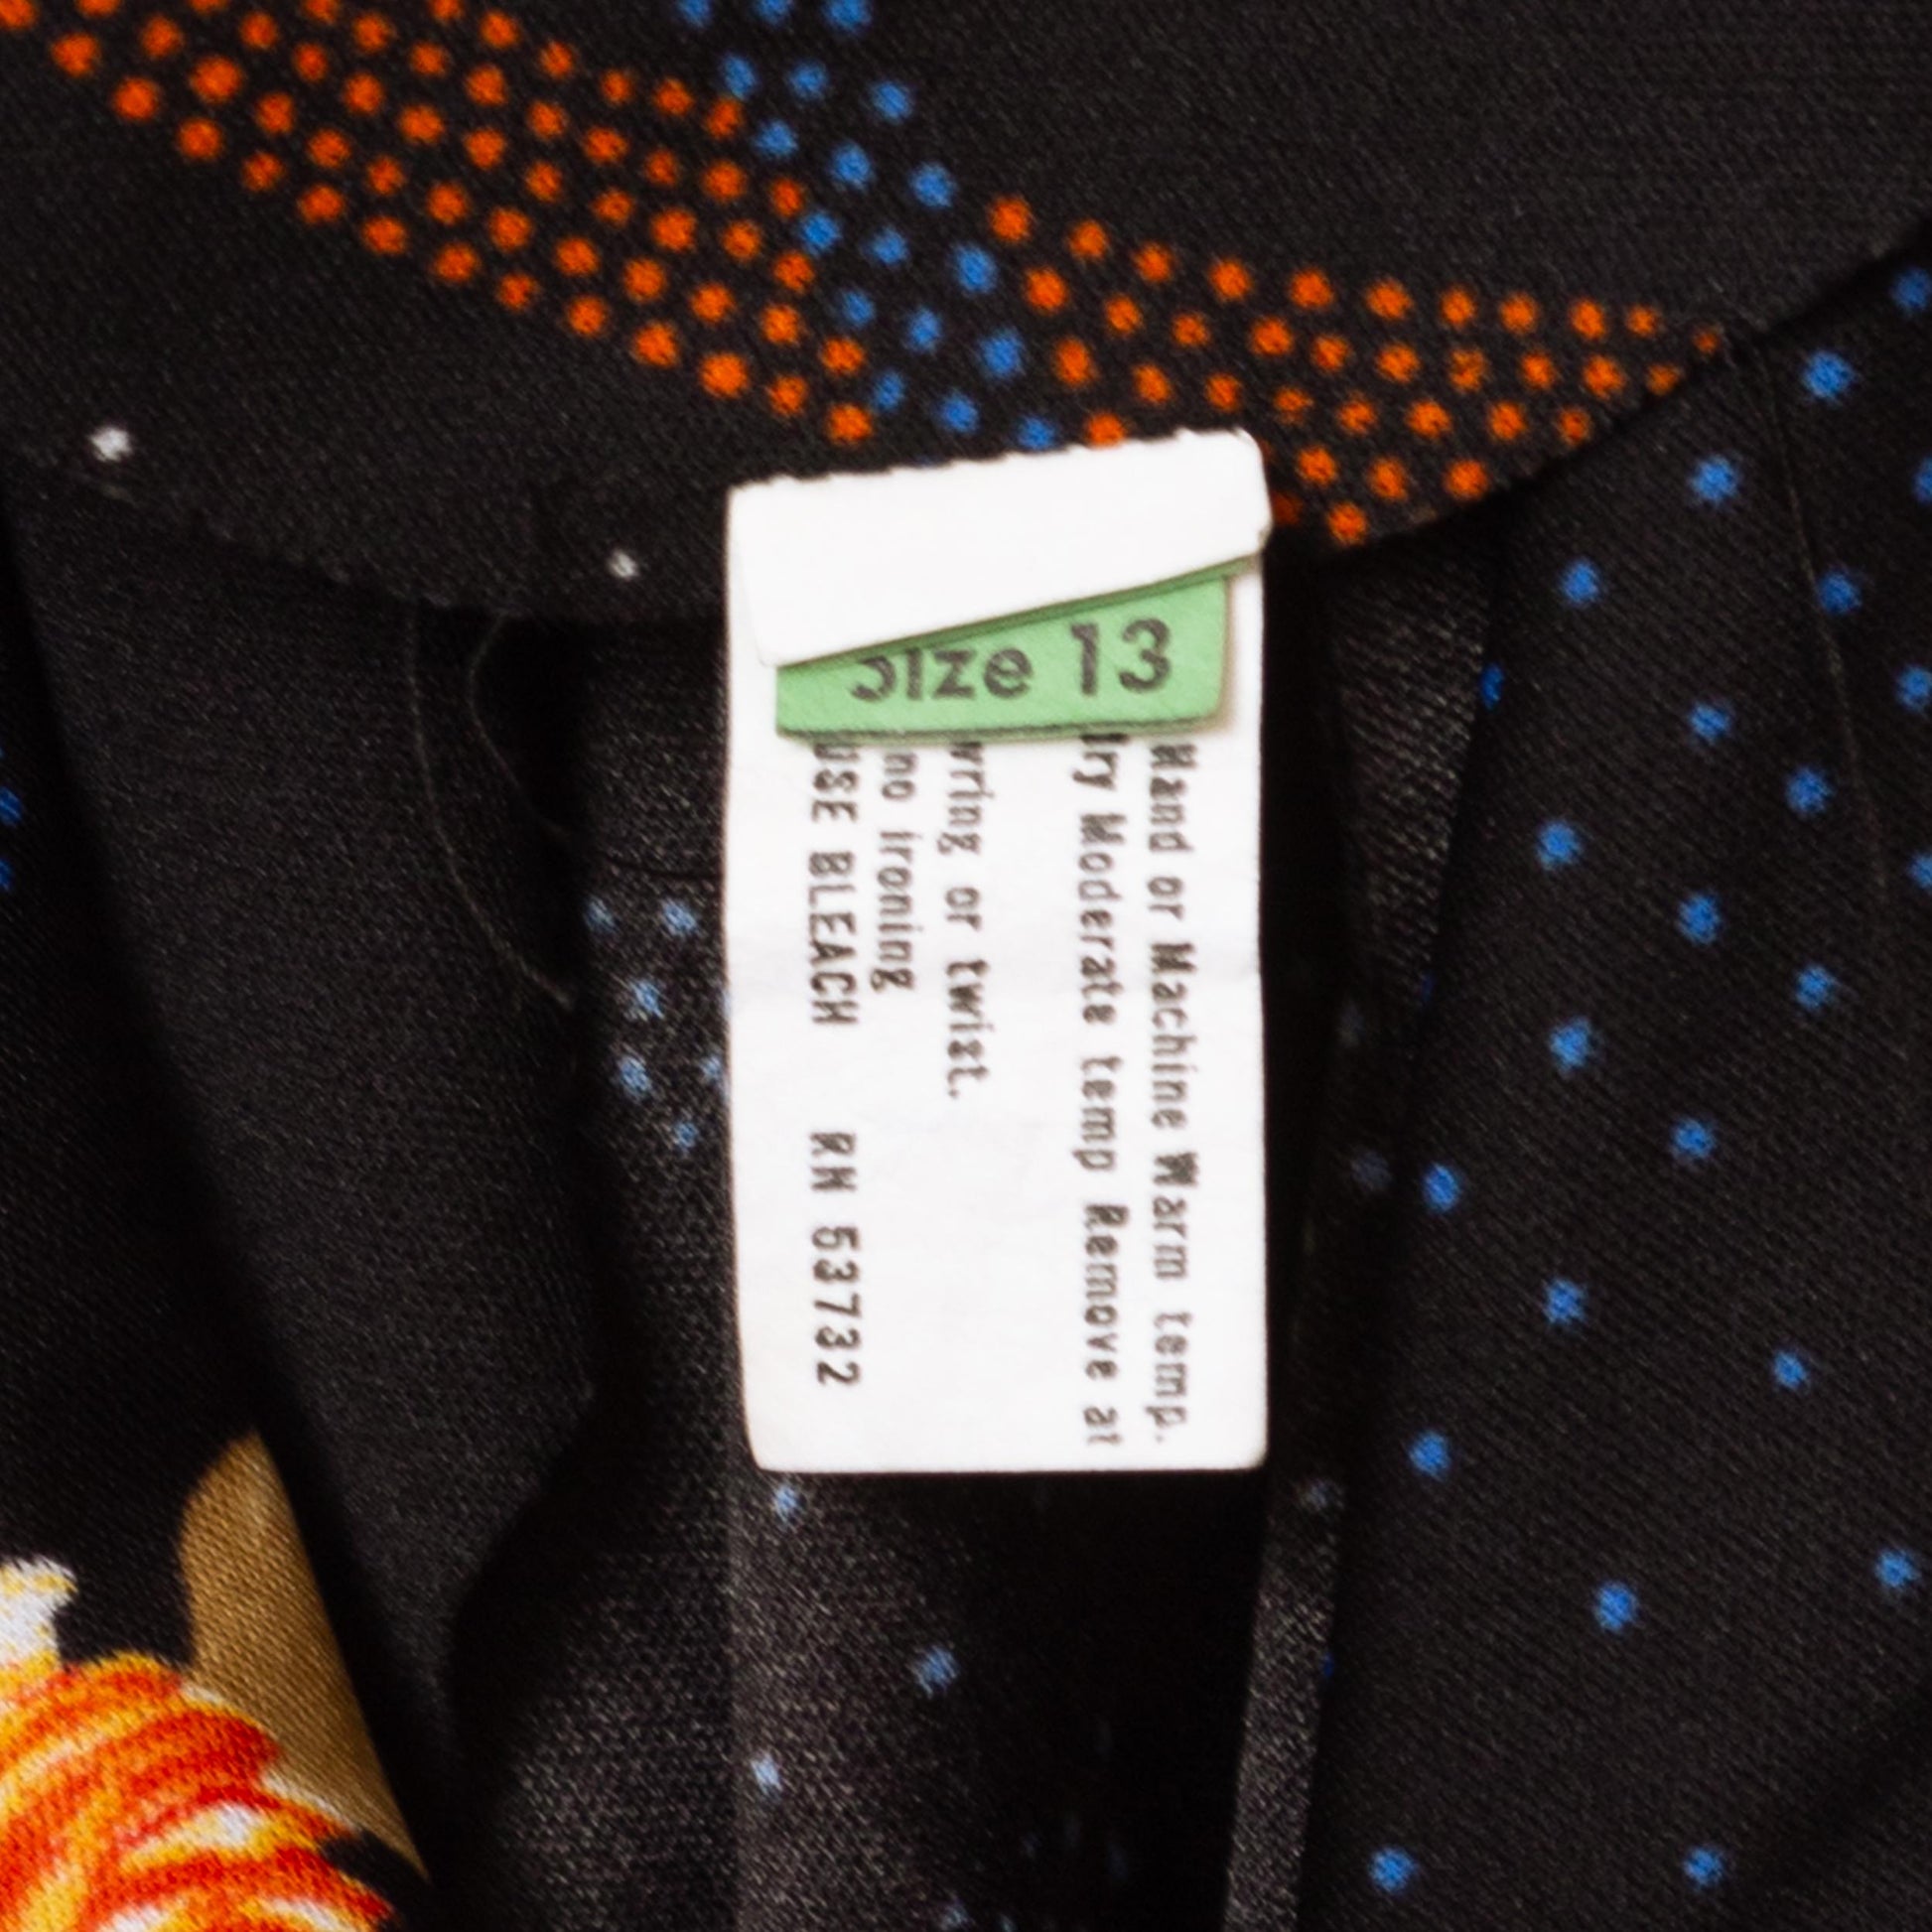 Size 13
Hand or Machine Warm temp.
dry Moderate temp Remove at
wring or twist.
no ironing
USE BLEACH RN 53732